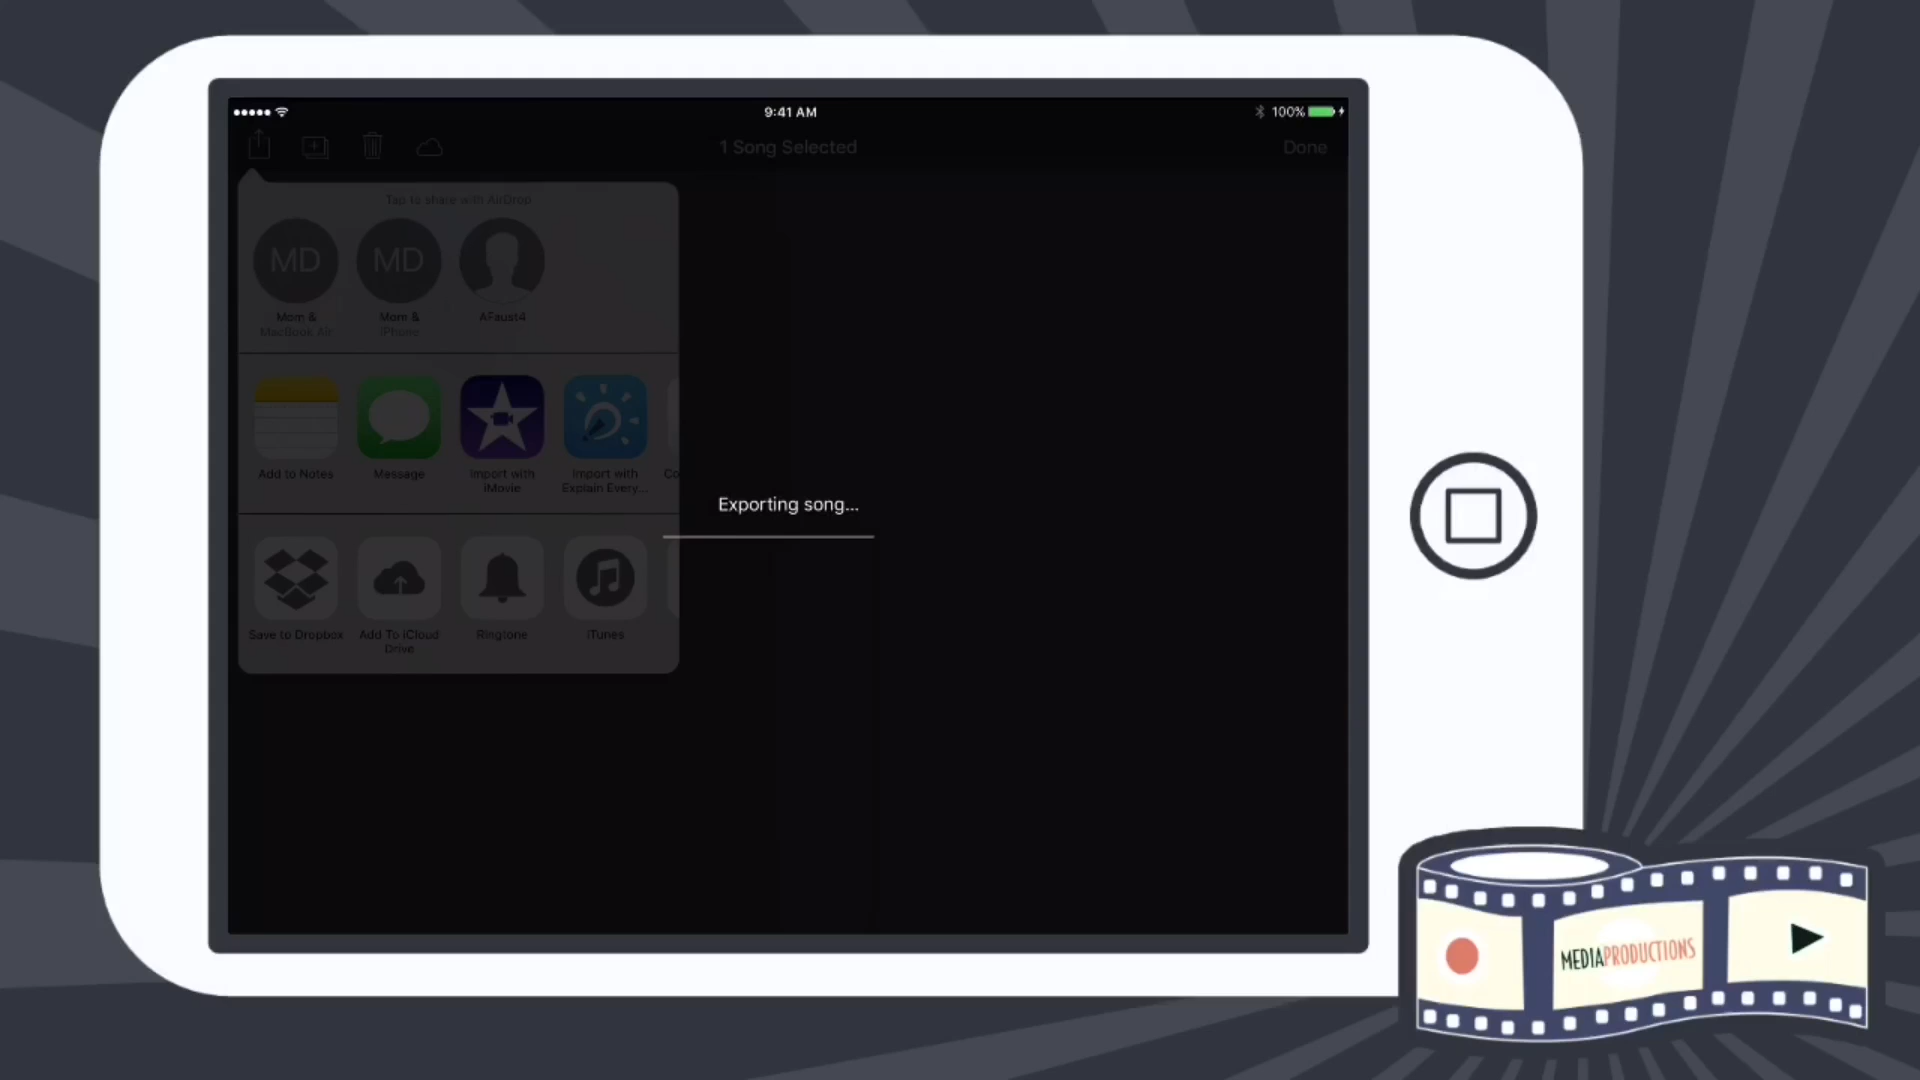 9:41 AM
100%
1 Song Selected
Done
Tap to share with AirDrop
MD
MD
Mom &
MacBook Air
Mom &
iPhone
AFaust4
Add to Notes
Message
Import with
iMovie
Import with
Explain Every...
Co
Exporting song...
Save to Dropbox
Add To iCloud
Drive
Ringtone
iTunes
MEDIAPRODUCTIONS